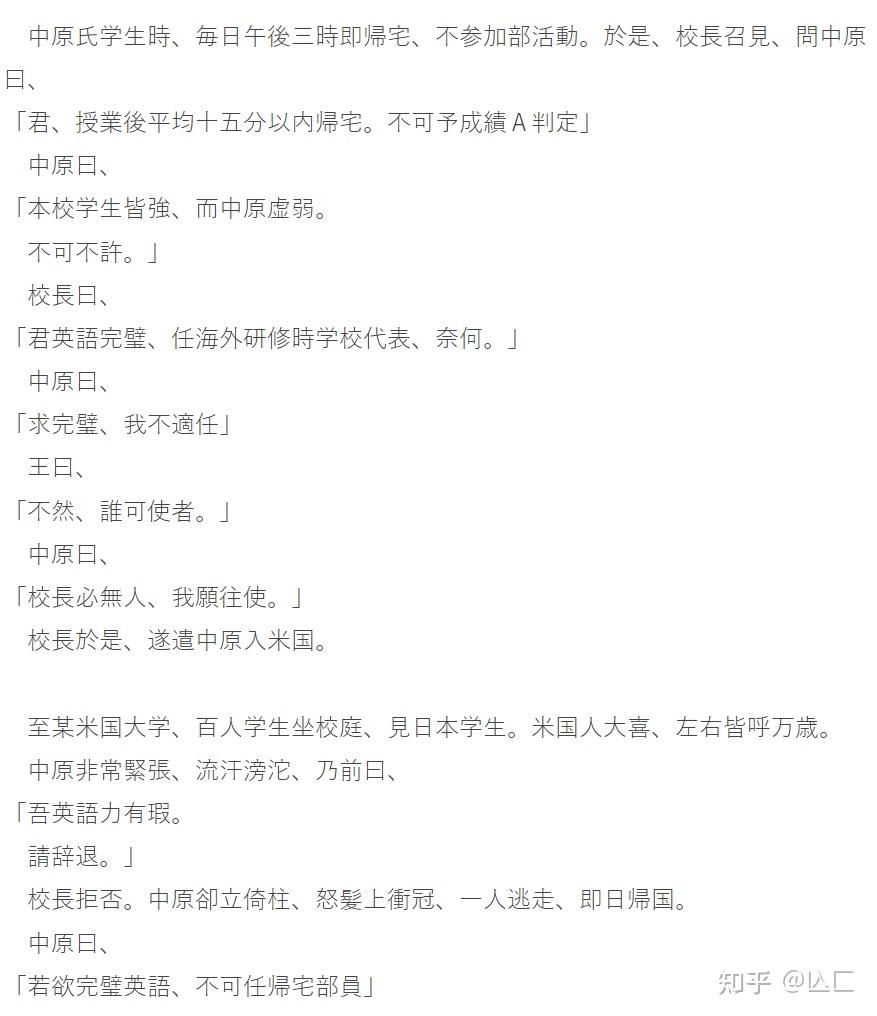 中原氏学生時、毎日午後三時即帰宅、不参加部活動。於是、校長召見、問中原
曰、
「君、授業後平均十五分以内帰宅。不可予成績A判定」
中原曰、
「本校学生皆強、而中原虚弱。
不可不許。」
校長曰、
「君英語完璧、任海外研修時学校代表、奈何。」
中原曰、
「求完璧、我不適任」
王曰、
「不然、誰可使者。」
中原曰、
「校長必無人、我願往使。」
校長於是、遂遣中原入米国。
至某米国大学、百人学生坐校庭、見日本学生。米国人大喜、左右皆呼万歳。
中原非常緊張、流汗滂沱、乃前曰、
「吾英語力有瑕。
請辞退。」
校長拒否。中原卻立倚柱、怒髪上衝冠、一人逃走、即日帰国。
中原曰、
「若欲完璧英語、不可任帰宅部員」
知乎